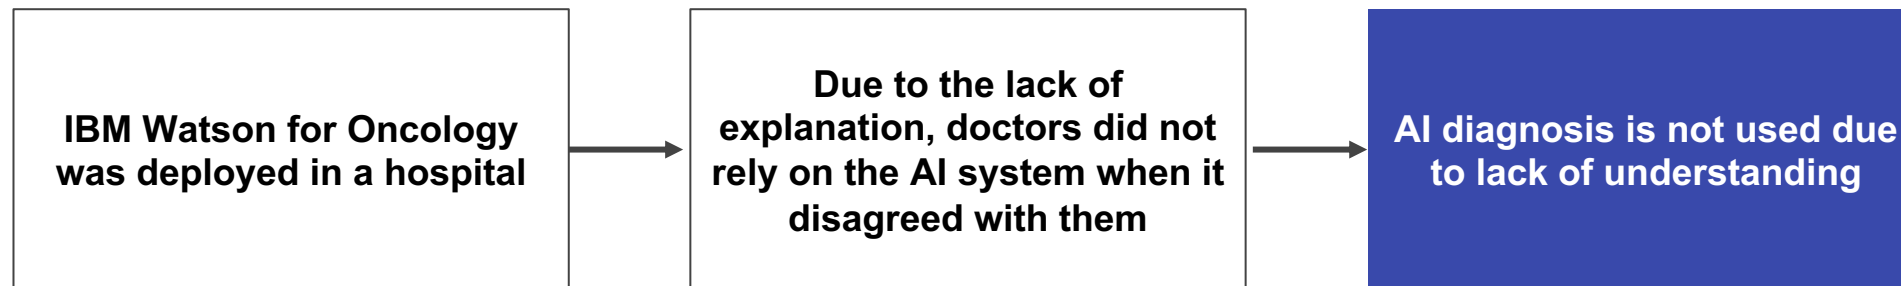 IBM Watson for Oncology
was deployed in a hospital
Due to the lack of
explanation, doctors did not
rely on the AI system when it
disagreed with them
AI diagnosis is not used due
to lack of understanding